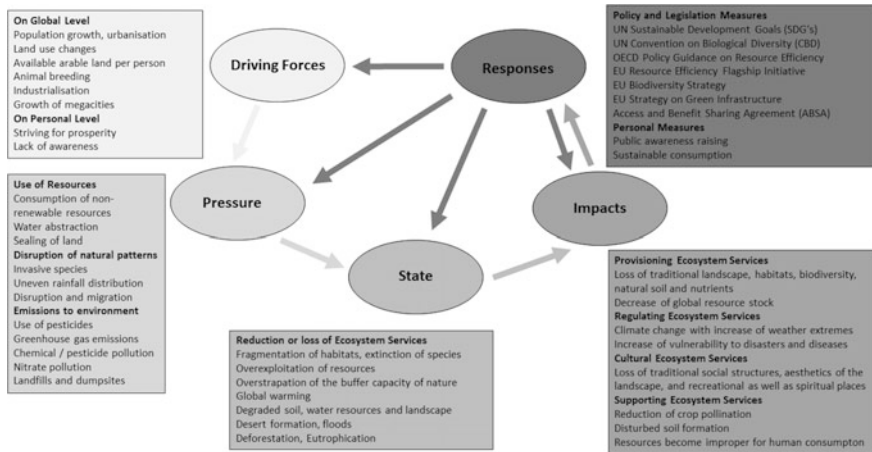 On Global Level
Population growth, urbanisation
Land use changes
Available arable land per person
Animal breeding
Industrialisation
Growth of megacities
On Personal Level
Striving for prosperity
Lack of awareness
Driving Forces
Responses
Policy and Legislation Measures
UN Sustainable Development Goals (SDG's)
UN Convention on Biological Diversity (CBD)
OECD Policy Guidance on Resource Efficiency
EU Resource Efficiency Flagship Initiative
EU Biodiversity Strategy
EU Strategy on Green Infrastructure
Access and Benefit Sharing Agreement (ABSA)
Personal Measures
Public awareness raising
Sustainable consumption
Use of Resources
Consumption of non-
renewable resources
Water abstraction
Sealing of land
Disruption of natural patterns
Invasive species
Uneven rainfall distribution
Disruption and migration
Emissions to environment
Use of pesticides
Greenhouse gas emissions
Chemical / pesticide pollution
Nitrate pollution
Landfills and dumpsites
Pressure
State
Impacts
Reduction or loss of Ecosystem Services
Fragmentation of habitats, extinction of species
Overexploitation of resources
Overstrapation of the buffer capacity of nature
Global warming
Degraded soil, water resources and landscape
Desert formation, floods
Deforestation, Eutrophication
Provisioning Ecosystem Services
Loss of traditional landscape, habitats, biodiversity,
natural soil and nutrients
Decrease of global resource stock
Regulating Ecosystem Services
Climate change with increase of weather extremes
Increase of vulnerability to disasters and diseases
Cultural Ecosystem Services
Loss of traditional social structures, aesthetics of the
landscape, and recreational as well as spiritual places
Supporting Ecosystem Services
Reduction of crop pollination
Disturbed soil formation
Resources become improper for human consumpton